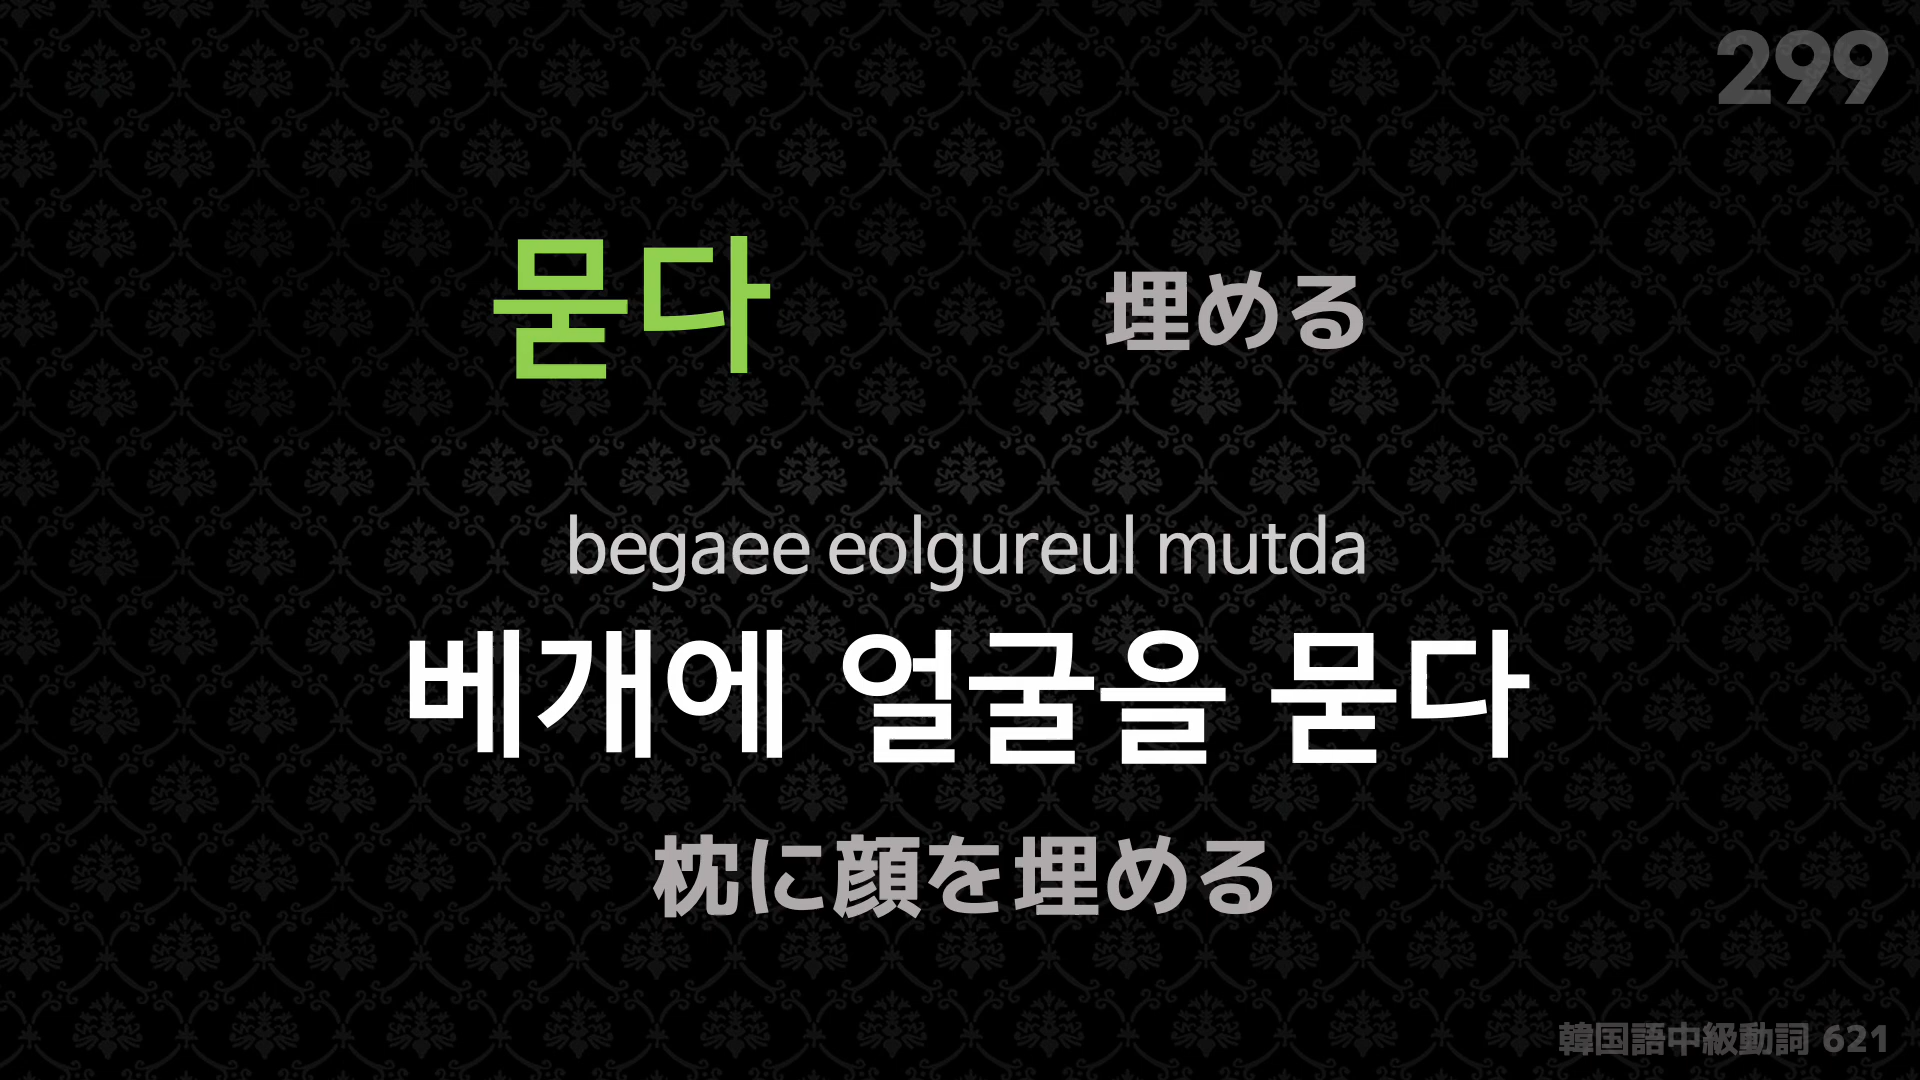 299
묻다 埋める
begaee eolgureul mutda
베개에 얼굴을 묻다
枕に顔を埋める
韓国語中級動詞 621